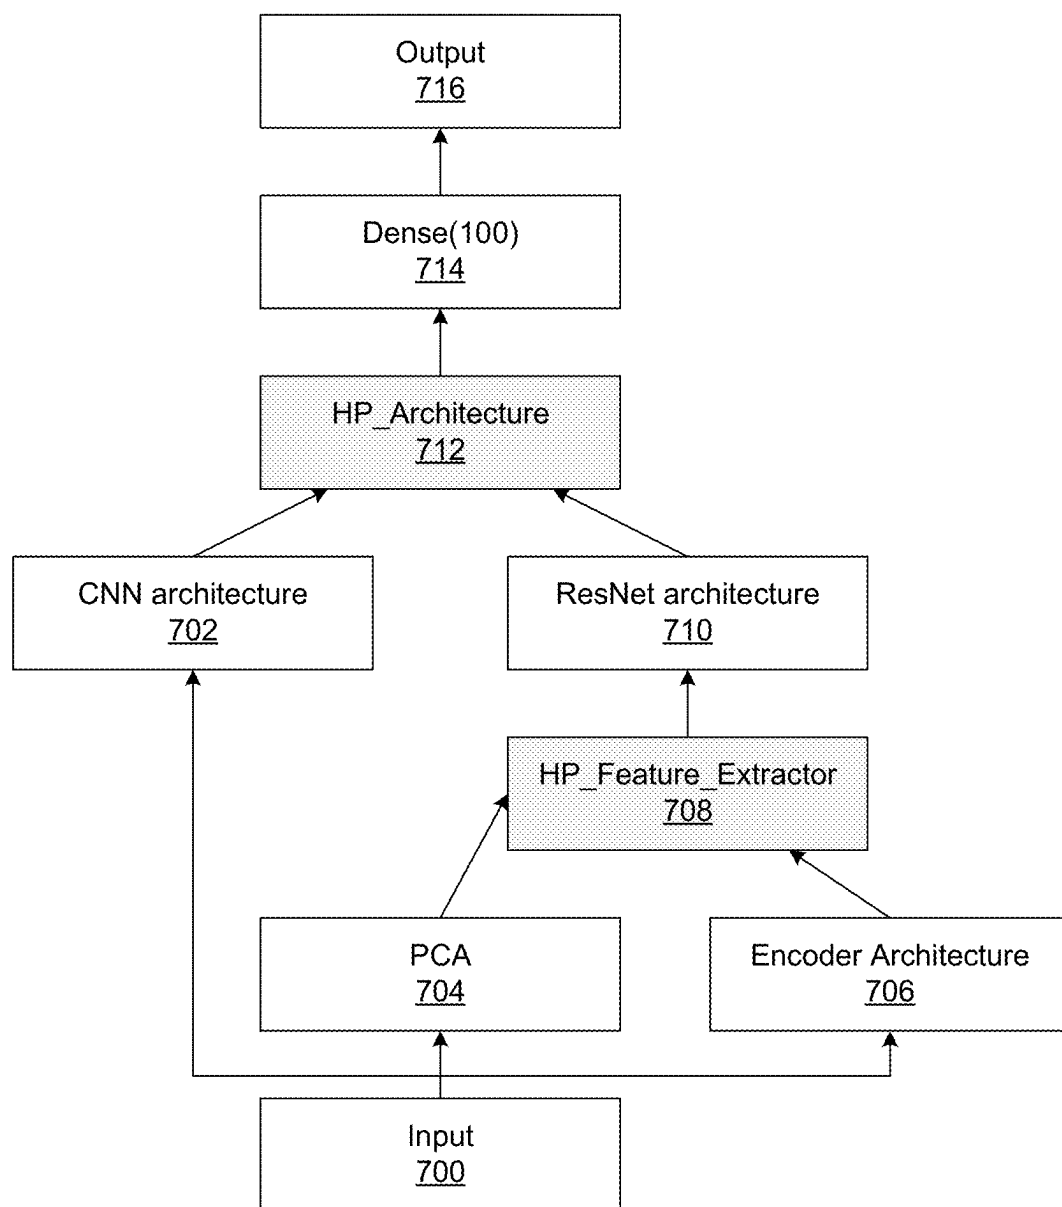 Output
716
Dense(100)
714
HP_Architecture
712
CNN architecture
702
ResNet architecture
710
HP_Feature_Extractor
708
PCA
704
Encoder Architecture
706
Input
700